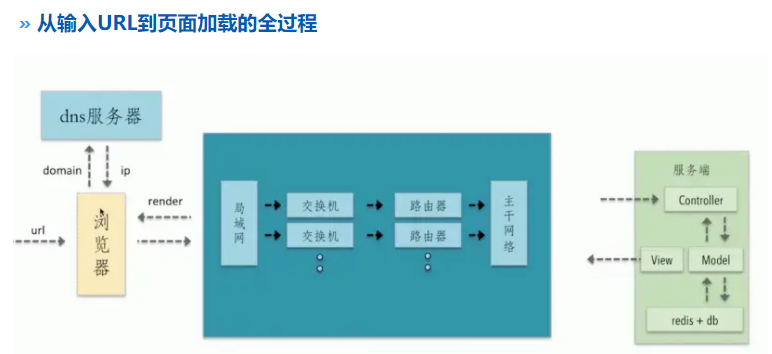 » 从输入URL到页面加载的全过程
dns服务器
domain
ip
url
浏览器
render
局域网
交换机
路由器
交换机
路由器
主干网络
服务端
Controller
View
Model
redis + db